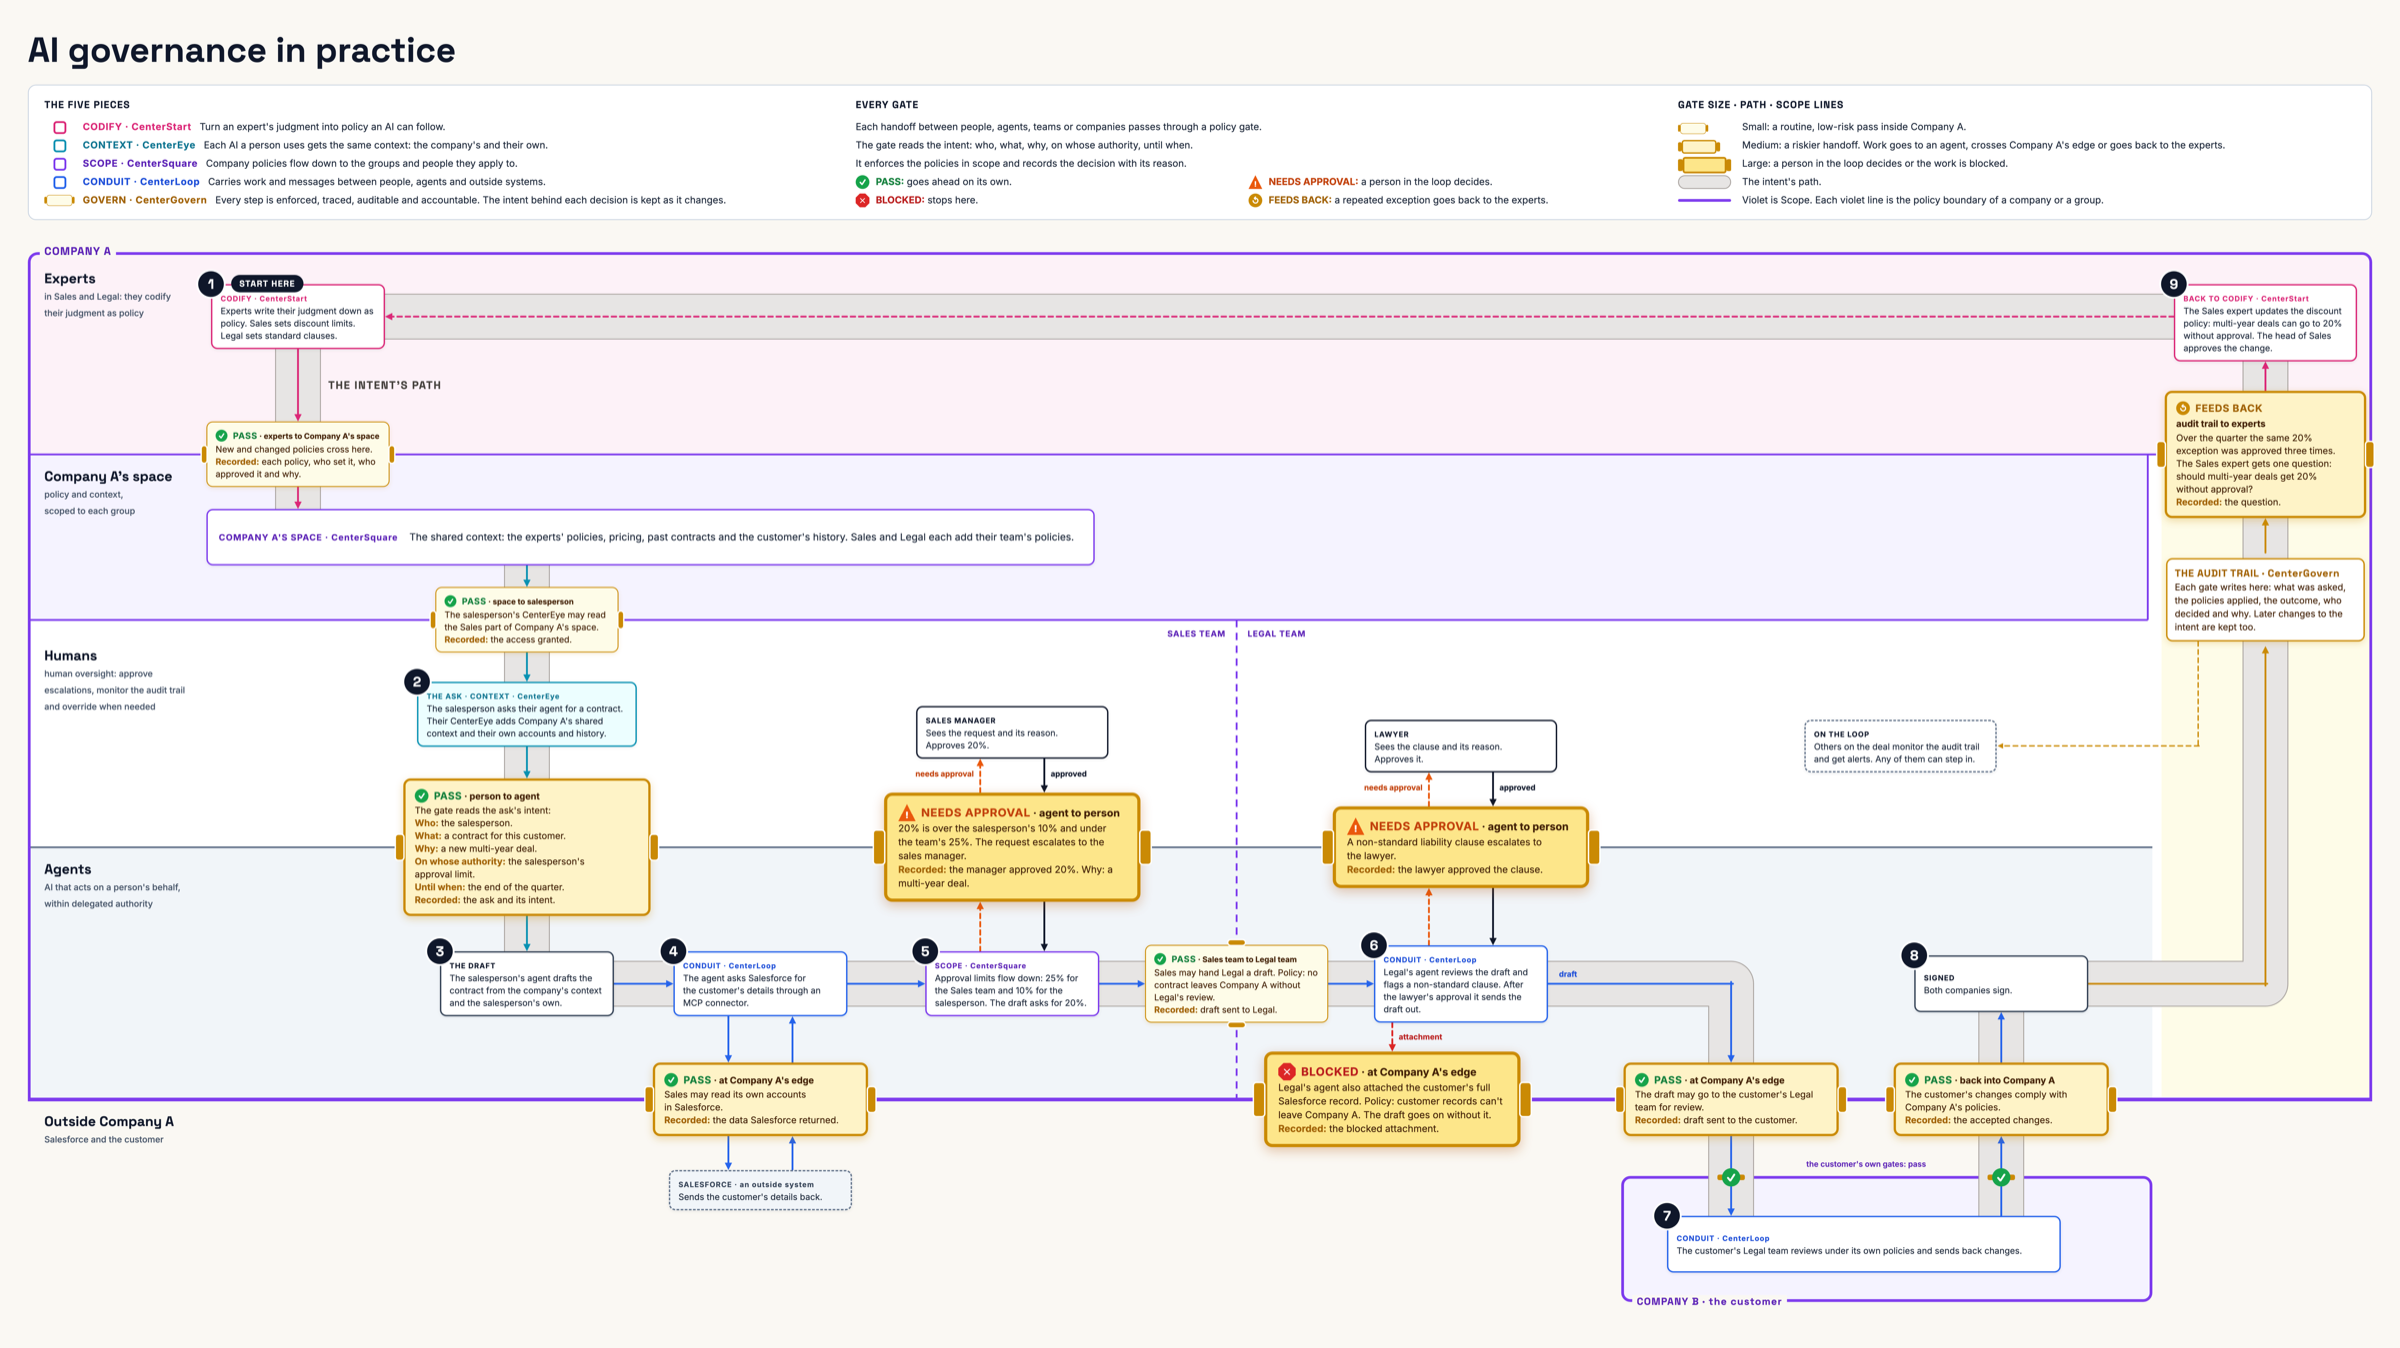 AI governance in practice
THE FIVE PIECES
CODIFY · CenterStart Turn an expert's judgment into policy an AI can follow.
CONTEXT · CenterEye Each AI a person uses gets the same context: the company's and their own.
SCOPE · CenterSquare Company policies flow down to the groups and people they apply to.
CONDUIT · CenterLoop Carries work and messages between people, agents and outside systems.
GOVERN · CenterGovern Every step is enforced, traced, auditable and accountable. The intent behind each decision is kept as it changes.
EVERY GATE
Each handoff between people, agents, teams or companies passes through a policy gate.
The gate reads the intent: who, what, why, on whose authority, until when.
It enforces the policies in scope and records the decision with its reason.
PASS: goes ahead on its own.
NEEDS APPROVAL: a person in the loop decides.
BLOCKED: stops here.
FEEDS BACK: a repeated exception goes back to the experts.
GATE SIZE · PATH · SCOPE LINES
Small: a routine, low-risk pass inside Company A.
Medium: a riskier handoff. Work goes to an agent, crosses Company A's edge or goes back to the experts.
Large: a person in the loop decides or the work is blocked.
The intent's path.
Violet is Scope. Each violet line is the policy boundary of a company or a group.
COMPANY A
Experts
in Sales and Legal: they codify
their judgment as policy
1
START HERE
CODIFY · CenterStart
Experts write their judgment down as
policy. Sales sets discount limits.
Legal sets standard clauses.
THE INTENT'S PATH
PASS · experts to Company A's space
New and changed policies cross here.
Recorded: each policy, who set it, who
approved it and why.
Company A's space
policy and context,
scoped to each group
COMPANY A'S SPACE · CenterSquare The shared context: the experts' policies, pricing, past contracts and the customer's history. Sales and Legal each add their team's policies.
PASS · space to salesperson
The salesperson's CenterEye may read
the Sales part of Company A's space.
Recorded: the access granted.
SALES TEAM
LEGAL TEAM
Humans
human oversight: approve
escalations, monitor the audit trail
and override when needed
2
THE ASK · CONTEXT · CenterEye
The salesperson asks their agent for a contract.
Their CenterEye adds Company A's shared
context and their own accounts and history.
PASS · person to agent
The gate reads the ask's intent:
Who: the salesperson.
What: a contract for this customer.
Why: a new multi-year deal.
On whose authority: the salesperson's
approval limit.
Until when: the end of the quarter.
Recorded: the ask and its intent.
SALES MANAGER
Sees the request and its reason.
Approves 20%.
needs approval
approved
NEEDS APPROVAL · agent to person
20% is over the salesperson's 10% and under
the team's 25%. The request escalates to the
sales manager.
Recorded: the manager approved 20%. Why: a
multi-year deal.
LAWYER
Sees the clause and its reason.
Approves it.
needs approval
approved
NEEDS APPROVAL · agent to person
A non-standard liability clause escalates to
the lawyer.
Recorded: the lawyer approved the clause.
ON THE LOOP
Others on the deal monitor the audit trail
and get alerts. Any of them can step in.
Agents
AI that acts on a person's behalf,
within delegated authority
3
THE DRAFT
The salesperson's agent drafts the
contract from the company's context
and the salesperson's own.
4
CONDUIT · CenterLoop
The agent asks Salesforce for
the customer's details through an
MCP connector.
5
SCOPE · CenterSquare
Approval limits flow down: 25% for
the Sales team and 10% for the
salesperson. The draft asks for 20%.
PASS · Sales team to Legal team
Sales may hand Legal a draft. Policy: no
contract leaves Company A without
Legal's review.
Recorded: draft sent to Legal.
6
CONDUIT · CenterLoop
Legal's agent reviews the draft and
flags a non-standard clause. After
the lawyer's approval it sends the
draft out.
draft
attachment
8
SIGNED
Both companies sign.
PASS · at Company A's edge
Sales may read its own accounts
in Salesforce.
Recorded: the data Salesforce returned.
BLOCKED · at Company A's edge
Legal's agent also attached the customer's full
Salesforce record. Policy: customer records can't
leave Company A. The draft goes on without it.
Recorded: the blocked attachment.
PASS · at Company A's edge
The draft may go to the customer's Legal
team for review.
Recorded: draft sent to the customer.
PASS · back into Company A
The customer's changes comply with
Company A's policies.
Recorded: the accepted changes.
Outside Company A
Salesforce and the customer
SALESFORCE · an outside system
Sends the customer's details back.
the customer's own gates: pass
7
CONDUIT · CenterLoop
The customer's Legal team reviews under its own policies and sends back changes.
COMPANY B · the customer
9
BACK TO CODIFY · CenterStart
The Sales expert updates the discount
policy: multi-year deals can go to 20%
without approval. The head of Sales
approves the change.
FEEDS BACK
audit trail to experts
Over the quarter the same 20%
exception was approved three times.
The Sales expert gets one question:
should multi-year deals get 20%
without approval?
Recorded: the question.
THE AUDIT TRAIL · CenterGovern
Each gate writes here: what was asked,
the policies applied, the outcome, who
decided and why. Later changes to the
intent are kept too.